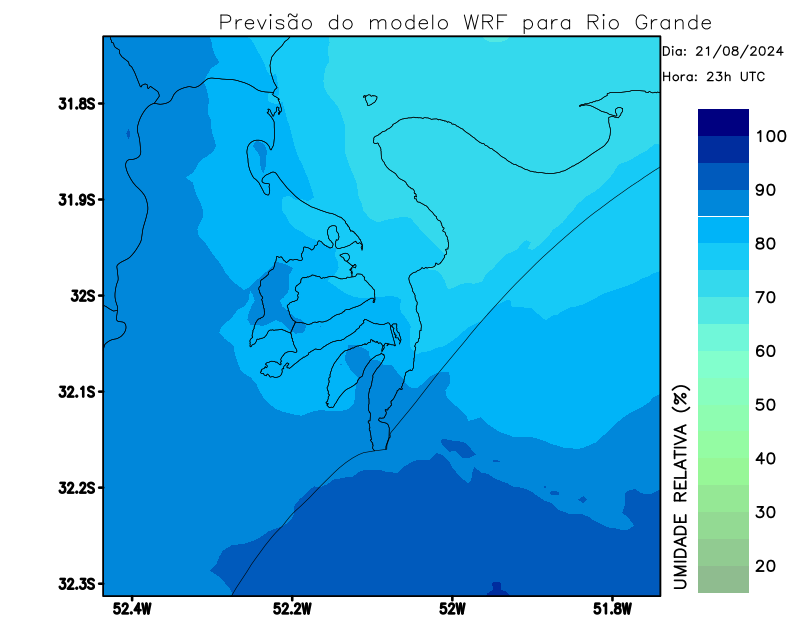 Previsão do modelo WRF para Rio Grande
Dia: 21/08/2024
Hora: 23h UTC
31.8S
31.9S
32S
32.1S
32.2S
32.3S
52.4W
52.2W
52W
51.8W
100
90
80
70
60
50
40
30
20
UMIDADE RELATIVA (%)